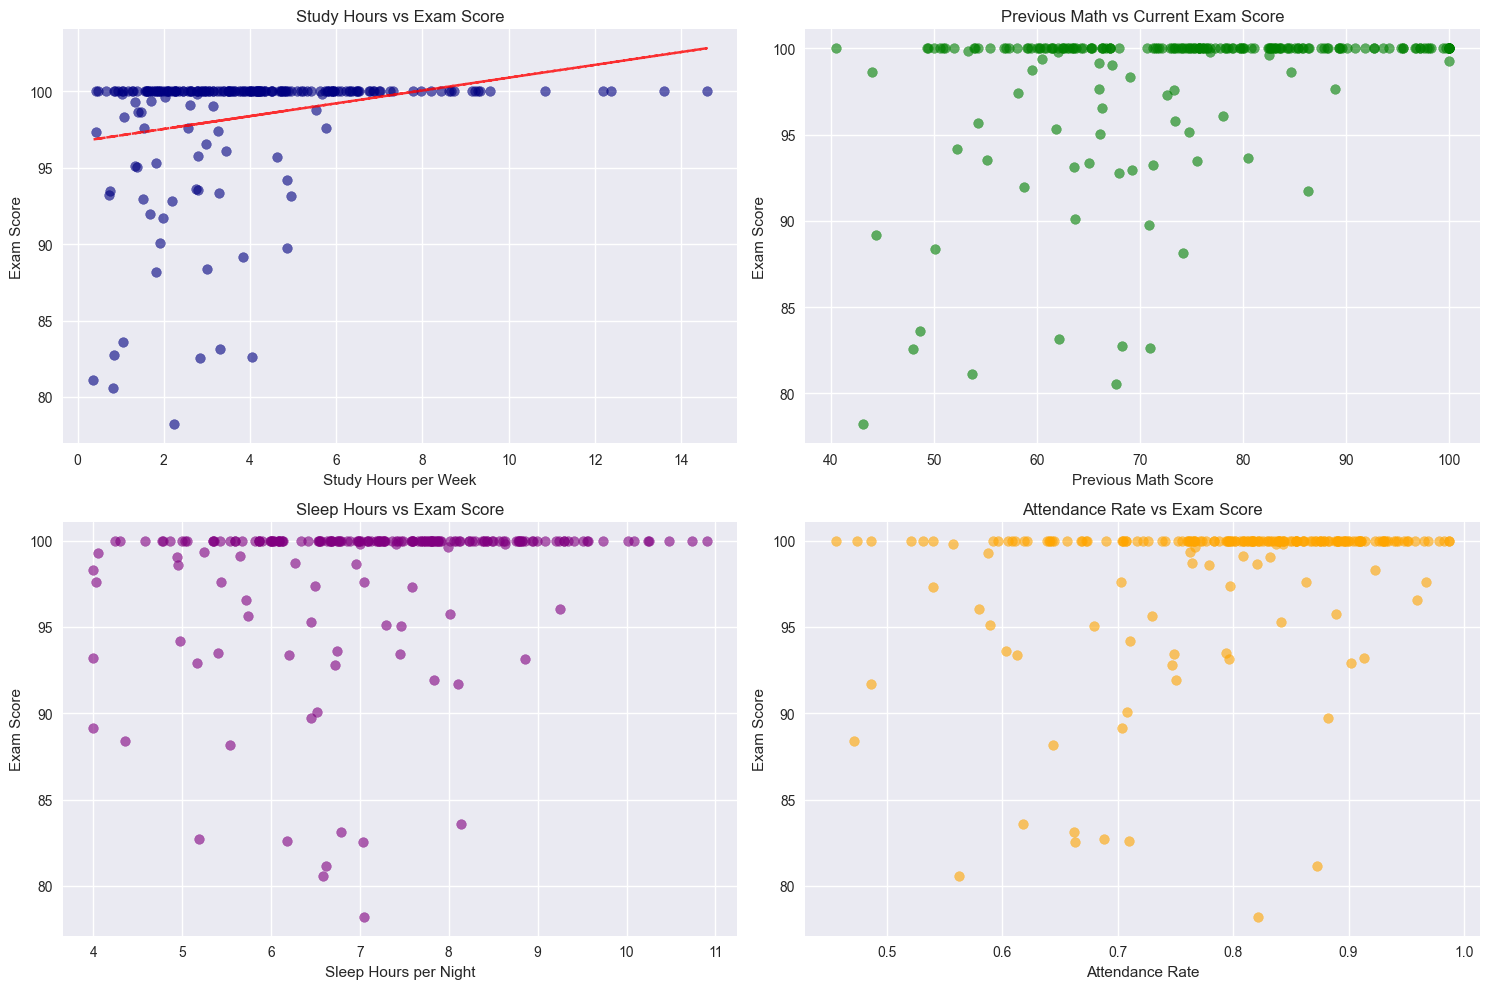 Study Hours vs Exam Score
Exam Score
100
95
90
85
80
0 2 4 6 8 10 12 14
Study Hours per Week
Previous Math vs Current Exam Score
Exam Score
100
95
90
85
80
40 50 60 70 80 90 100
Previous Math Score
Sleep Hours vs Exam Score
Exam Score
100
95
90
85
80
4 5 6 7 8 9 10 11
Sleep Hours per Night
Attendance Rate vs Exam Score
Exam Score
100
95
90
85
80
0.5 0.6 0.7 0.8 0.9 1.0
Attendance Rate